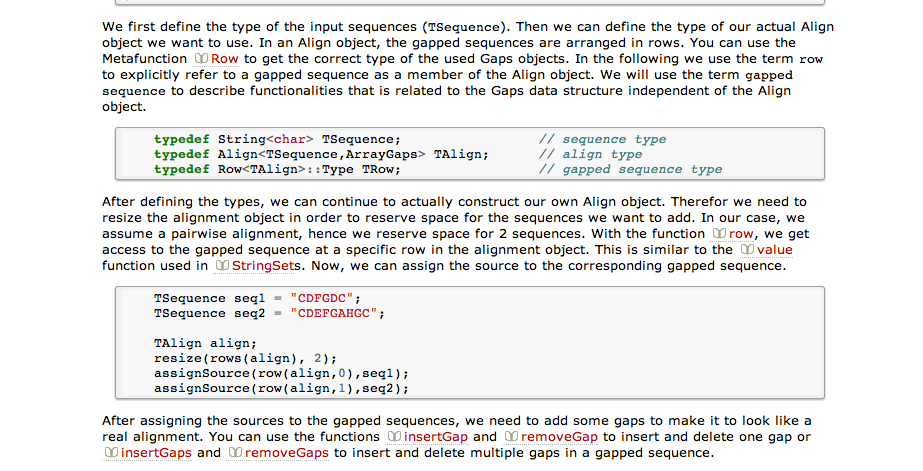 We first define the type of the input sequences (TSequence). Then we can define the type of our actual Align
object we want to use. In an Align object, the gapped sequences are arranged in rows. You can use the
Metafunction Row to get the correct type of the used Gaps objects. In the following we use the term row
to explicitly refer to a gapped sequence as a member of the Align object. We will use the term gapped
sequence to describe functionalities that is related to the Gaps data structure independent of the Align
object.
typedef String<char> TSequence; // sequence type
typedef Align<TSequence,ArrayGaps> TAlign; // align type
typedef Row<TAlign>::Type TRow; // gapped sequence type
After defining the types, we can continue to actually construct our own Align object. Therefor we need to
resize the alignment object in order to reserve space for the sequences we want to add. In our case, we
assume a pairwise alignment, hence we reserve space for 2 sequences. With the function row, we get
access to the gapped sequence at a specific row in the alignment object. This is similar to the value
function used in StringSets. Now, we can assign the source to the corresponding gapped sequence.
TSequence seq1 = "CDFGDC";
TSequence seq2 = "CDEFGAHGC";
TAlign align;
resize(rows(align), 2);
assignSource(row(align,0),seq1);
assignSource(row(align,1),seq2);
After assigning the sources to the gapped sequences, we need to add some gaps to make it to look like a
real alignment. You can use the functions insertGap and removeGap to insert and delete one gap or
insertGaps and removeGaps to insert and delete multiple gaps in a gapped sequence.